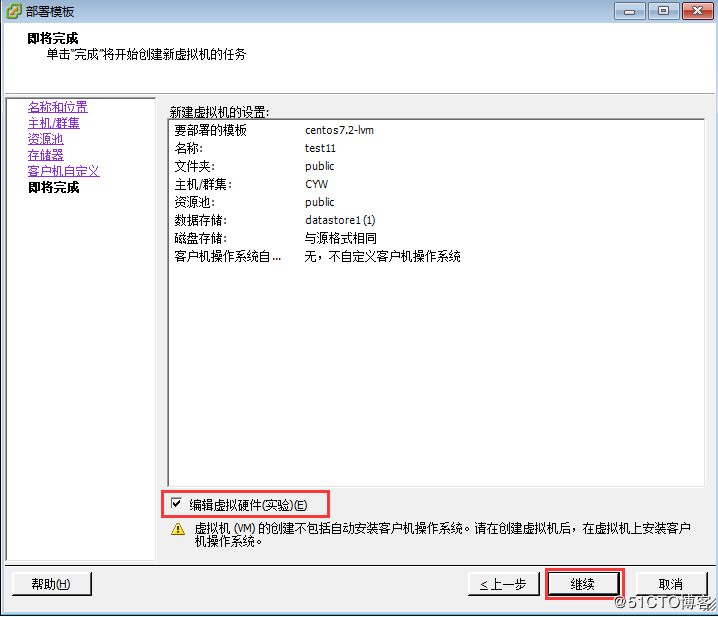 部署模板
即将完成
单击"完成"将开始创建新虚拟机的任务
名称和位置
主机/群集
资源池
存储器
客户机自定义
即将完成
新建虚拟机的设置:
要部署的模板 centos7.2-lvm
名称: test11
文件夹: public
主机/群集: CYW
资源池: public
数据存储: datastore1 (1)
磁盘存储: 与源格式相同
客户机操作系统自... 无，不自定义客户机操作系统
编辑虚拟硬件(实验)(E)
虚拟机 (VM) 的创建不包括自动安装客户机操作系统。请在创建虚拟机后，在虚拟机上安装客户
机操作系统。
帮助(H) < 上一步 继续 取消
@51CTO博客